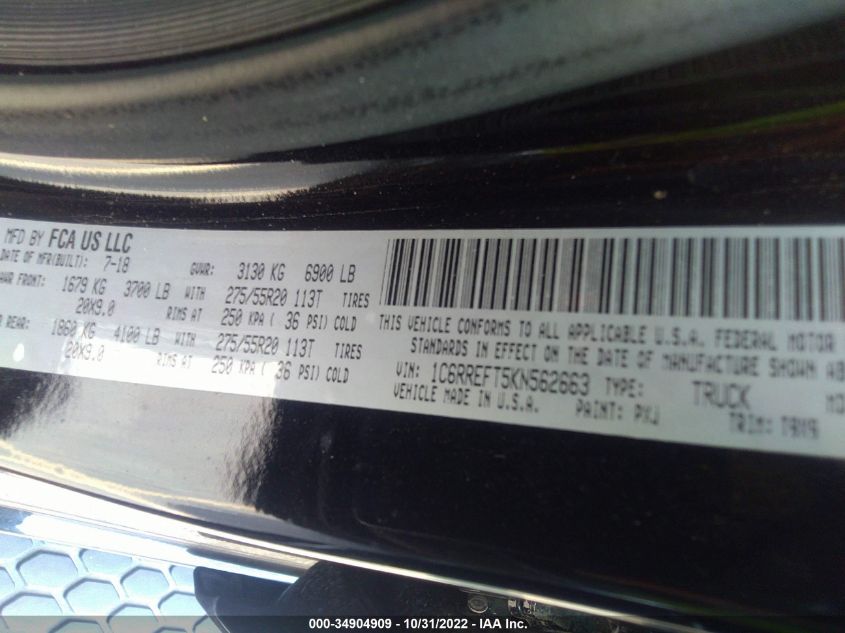 MFD BY FCA US LLC
DATE OF MFR(BUILT): 7-18 GVWR: 3130 KG 6900 LB
AWR FRONT: 1679 KG 3700 LB WITH 275/55R20 113T TIRES
20X9.0 RIMS AT 250 KPA ( 36 PSI) COLD
REAR: 1860 KG 4100 LB WITH 275/55R20 113T TIRES
20X9.0 RIMS AT 250 KPA ( 36 PSI) COLD
THIS VEHICLE CONFORMS TO ALL APPLICABLE U.S.A. FEDERAL MOTOR
STANDARDS IN EFFECT ON THE DATE OF MANUFACTURE SHOWN AB
VIN: 1C6RREFT5KN562663 TYPE: TRUCK
VEHICLE MADE IN U.S.A. PAINT: PXJ TRIM: T9X9
000-34904909 - 10/31/2022 - IAA Inc.